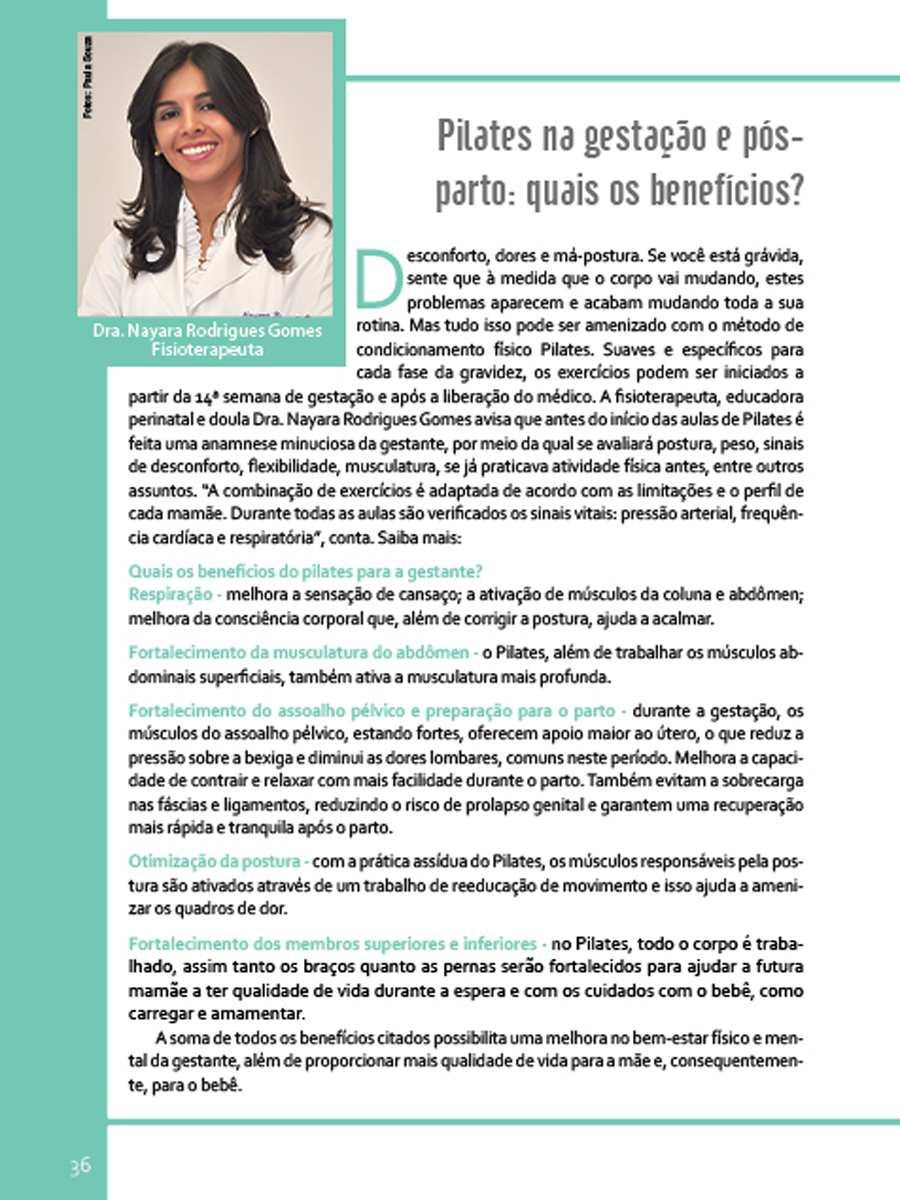 Fotos: Paula Souza
Dra. Nayara Rodrigues Gomes
Fisioterapeuta
Pilates na gestação e pós-
parto: quais os benefícios?
Desconforto, dores e má-postura. Se você está grávida,
sente que à medida que o corpo vai mudando, estes
problemas aparecem e acabam mudando toda a sua
rotina. Mas tudo isso pode ser amenizado com o método de
condicionamento físico Pilates. Suaves e específicos para
cada fase da gravidez, os exercícios podem ser iniciados a
partir da 14ª semana de gestação e após a liberação do médico. A fisioterapeuta, educadora
perinatal e doula Dra. Nayara Rodrigues Gomes avisa que antes do início das aulas de Pilates é
feita uma anamnese minuciosa da gestante, por meio da qual se avaliará postura, peso, sinais
de desconforto, flexibilidade, musculatura, se já praticava atividade física antes, entre outros
assuntos. "A combinação de exercícios é adaptada de acordo com as limitações e o perfil de
cada mamãe. Durante todas as aulas são verificados os sinais vitais: pressão arterial, frequên-
cia cardíaca e respiratória", conta. Saiba mais:
Quais os benefícios do pilates para a gestante?
Respiração - melhora a sensação de cansaço; a ativação de músculos da coluna e abdômen;
melhora da consciência corporal que, além de corrigir a postura, ajuda a acalmar.
Fortalecimento da musculatura do abdômen - o Pilates, além de trabalhar os músculos ab-
dominais superficiais, também ativa a musculatura mais profunda.
Fortalecimento do assoalho pélvico e preparação para o parto - durante a gestação, os
músculos do assoalho pélvico, estando fortes, oferecem apoio maior ao útero, o que reduz a
pressão sobre a bexiga e diminui as dores lombares, comuns neste período. Melhora a capaci-
dade de contrair e relaxar com mais facilidade durante o parto. Também evitam a sobrecarga
nas fáscias e ligamentos, reduzindo o risco de prolapso genital e garantem uma recuperação
mais rápida e tranquila após o parto.
Otimização da postura - com a prática assídua do Pilates, os músculos responsáveis pela pos-
tura são ativados através de um trabalho de reeducação de movimento e isso ajuda a ameni-
zar os quadros de dor.
Fortalecimento dos membros superiores e inferiores - no Pilates, todo o corpo é traba-
lhado, assim tanto os braços quanto as pernas serão fortalecidos para ajudar a futura
mamãe a ter qualidade de vida durante a espera e com os cuidados com o bebê, como
carregar e amamentar.
A soma de todos os benefícios citados possibilita uma melhora no bem-estar físico e men-
tal da gestante, além de proporcionar mais qualidade de vida para a mãe e, consequentemen-
te, para o bebê.
36